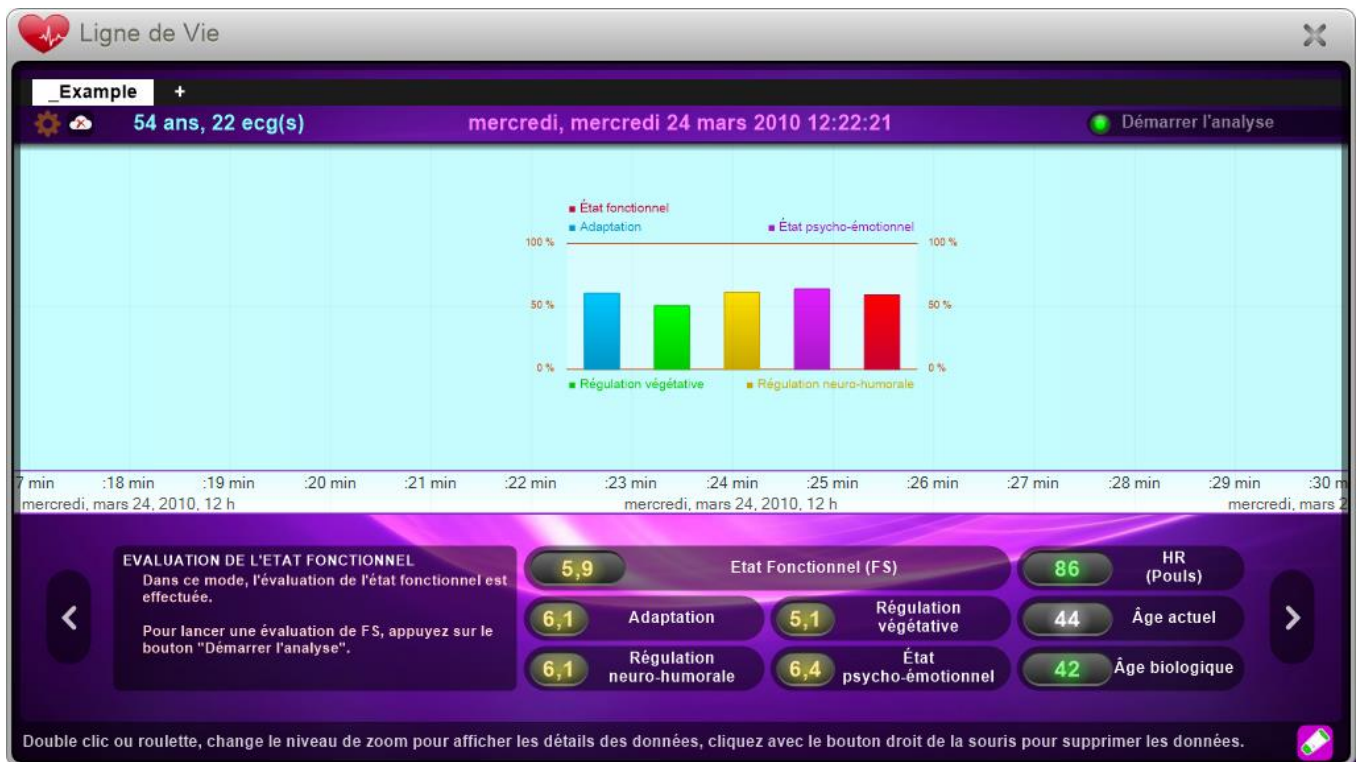 Ligne de Vie
_Example +
54 ans, 22 ecg(s) mercredi, mercredi 24 mars 2010 12:22:21 Démarrer l'analyse
État fonctionnel
Adaptation État psycho-émotionnel
100 % 100 %
50 % 50 %
0 % 0 %
Régulation végétative Régulation neuro-humorale
7 min :18 min :19 min :20 min :21 min :22 min :23 min :24 min :25 min :26 min :27 min :28 min :29 min :30 m
mercredi, mars 24, 2010, 12 h mercredi, mars 24, 2010, 12 h mercredi, mars 2
EVALUATION DE L'ETAT FONCTIONNEL
Dans ce mode, l'évaluation de l'état fonctionnel est
effectuée.
Pour lancer une évaluation de FS, appuyez sur le
bouton "Démarrer l'analyse".
5,9 Etat Fonctionnel (FS)
86 HR
(Pouls)
6,1 Adaptation
5,1 Régulation
végétative
44 Âge actuel
6,1 Régulation
neuro-humorale
6,4 État
psycho-émotionnel
42 Âge biologique
Double clic ou roulette, change le niveau de zoom pour afficher les détails des données, cliquez avec le bouton droit de la souris pour supprimer les données.